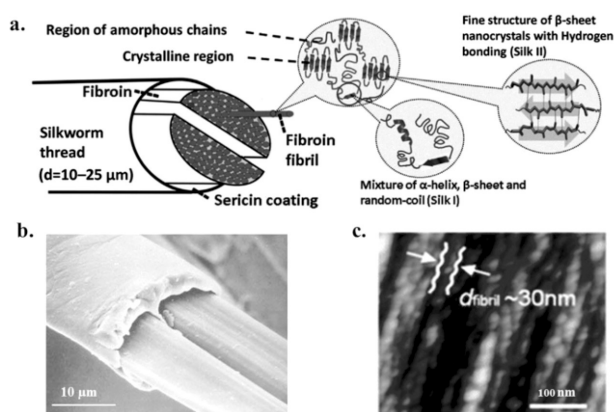 a.
Region of amorphous chains
Crystalline region
Fibroin
Silkworm
thread
(d=10–25 μm)
Fibroin
fibril
Sericin coating
Fine structure of β-sheet
nanocrystals with Hydrogen
bonding (Silk II)
Mixture of α-helix, β-sheet and
random-coil (Silk I)
b.
10 μm
c.
dfibril ~30nm
100 nm